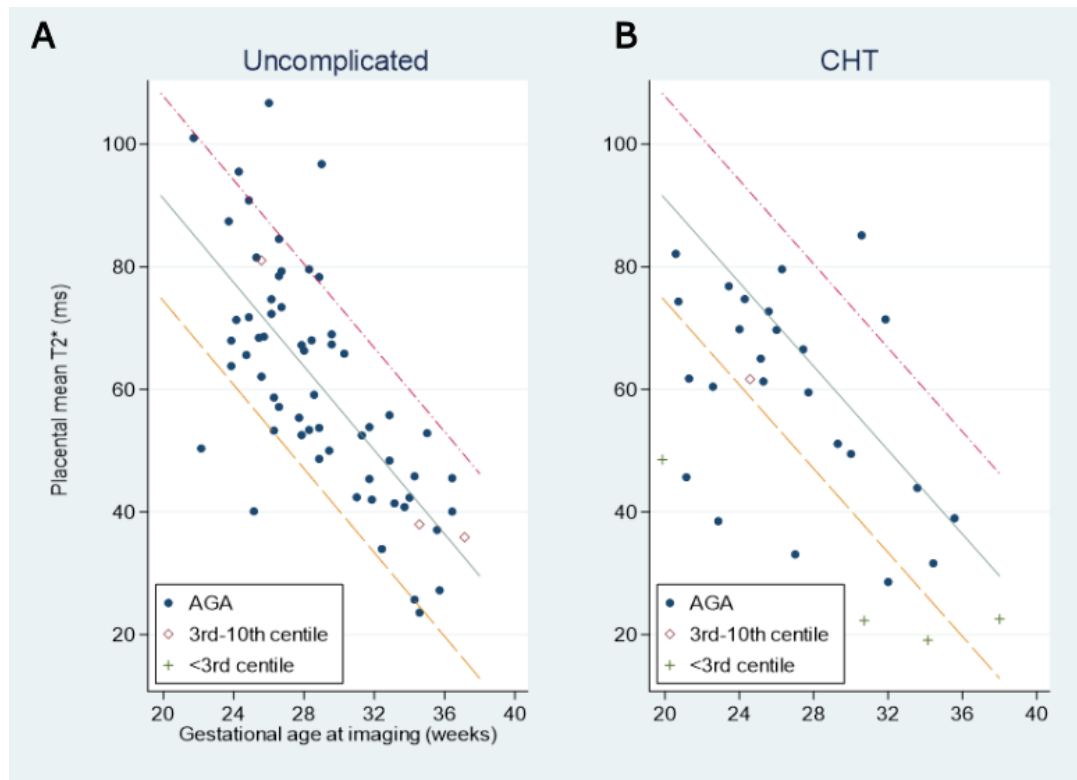 A
Uncomplicated
Placental mean T2* (ms)
100
80
60
40
20
AGA
3rd-10th centile
<3rd centile
20 24 28 32 36 40
Gestational age at imaging (weeks)
B
CHT
100
80
60
40
20
AGA
3rd-10th centile
<3rd centile
20 24 28 32 36 40